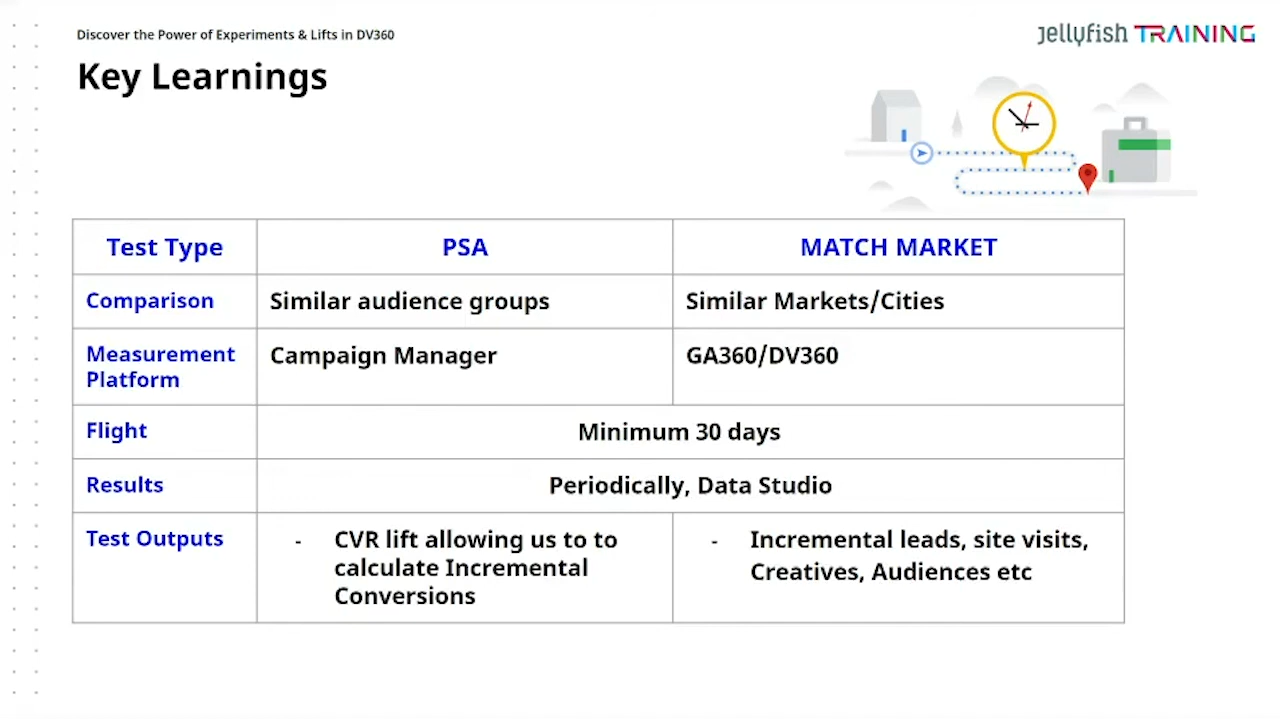 Discover the Power of Experiments & Lifts in DV360
jellyfish TRAINING
Key Learnings
Test Type
PSA
MATCH MARKET
Comparison
Similar audience groups
Similar Markets/Cities
Measurement
Platform
Campaign Manager
GA360/DV360
Flight
Minimum 30 days
Results
Periodically, Data Studio
Test Outputs
- CVR lift allowing us to to
calculate Incremental
Conversions
- Incremental leads, site visits,
Creatives, Audiences etc